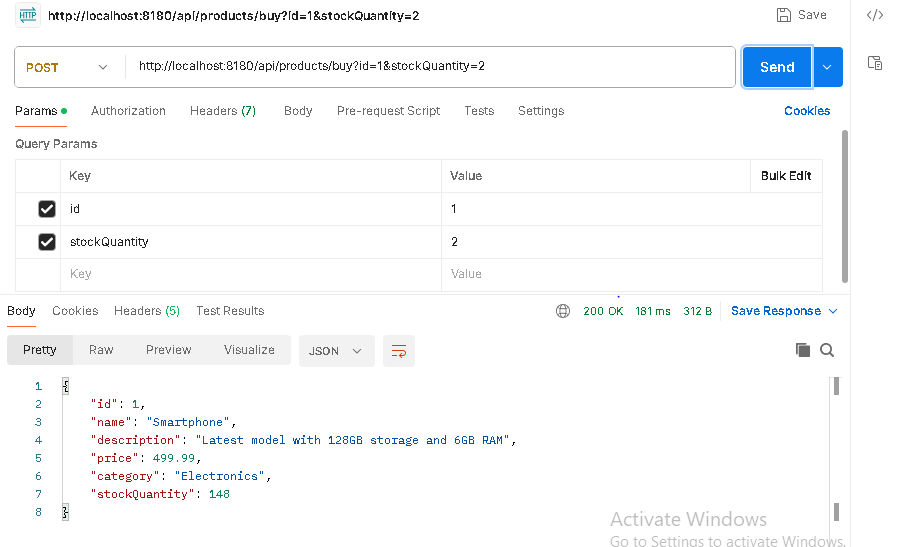 HTTP http://localhost:8180/api/products/buy?id=1&stockQuantity=2 Save
POST http://localhost:8180/api/products/buy?id=1&stockQuantity=2 Send
Params Authorization Headers (7) Body Pre-request Script Tests Settings Cookies
Query Params
Key Value Bulk Edit
id 1
stockQuantity 2
Key Value
Body Cookies Headers (5) Test Results 200 OK 181 ms 312 B Save Response
Pretty Raw Preview Visualize JSON
1 {
2 "id": 1,
3 "name": "Smartphone",
4 "description": "Latest model with 128GB storage and 6GB RAM",
5 "price": 499.99,
6 "category": "Electronics",
7 "stockQuantity": 148
8 }
Activate Windows
Go to Settings to activate Windows.